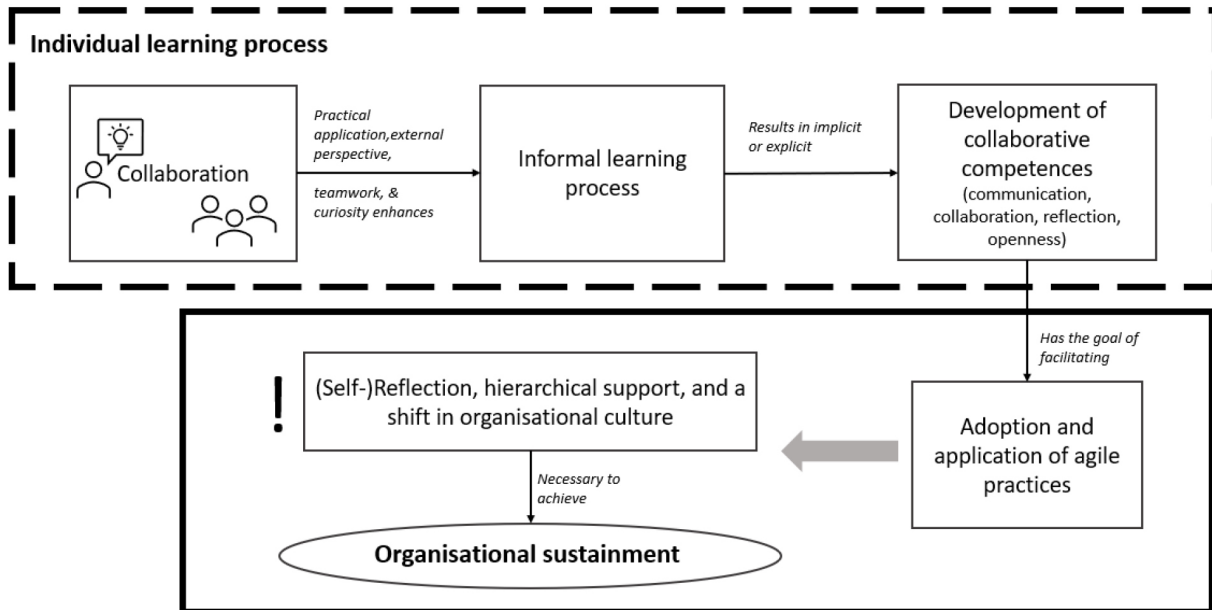 Individual learning process
Collaboration
Practical
application,external
perspective,
teamwork, &
curiosity enhances
Informal learning
process
Results in implicit
or explicit
Development of
collaborative
competences
(communication,
collaboration, reflection,
openness)
Has the goal of
facilitating
!
(Self-)Reflection, hierarchical support, and a
shift in organisational culture
Adoption and
application of agile
practices
Necessary to
achieve
Organisational sustainment